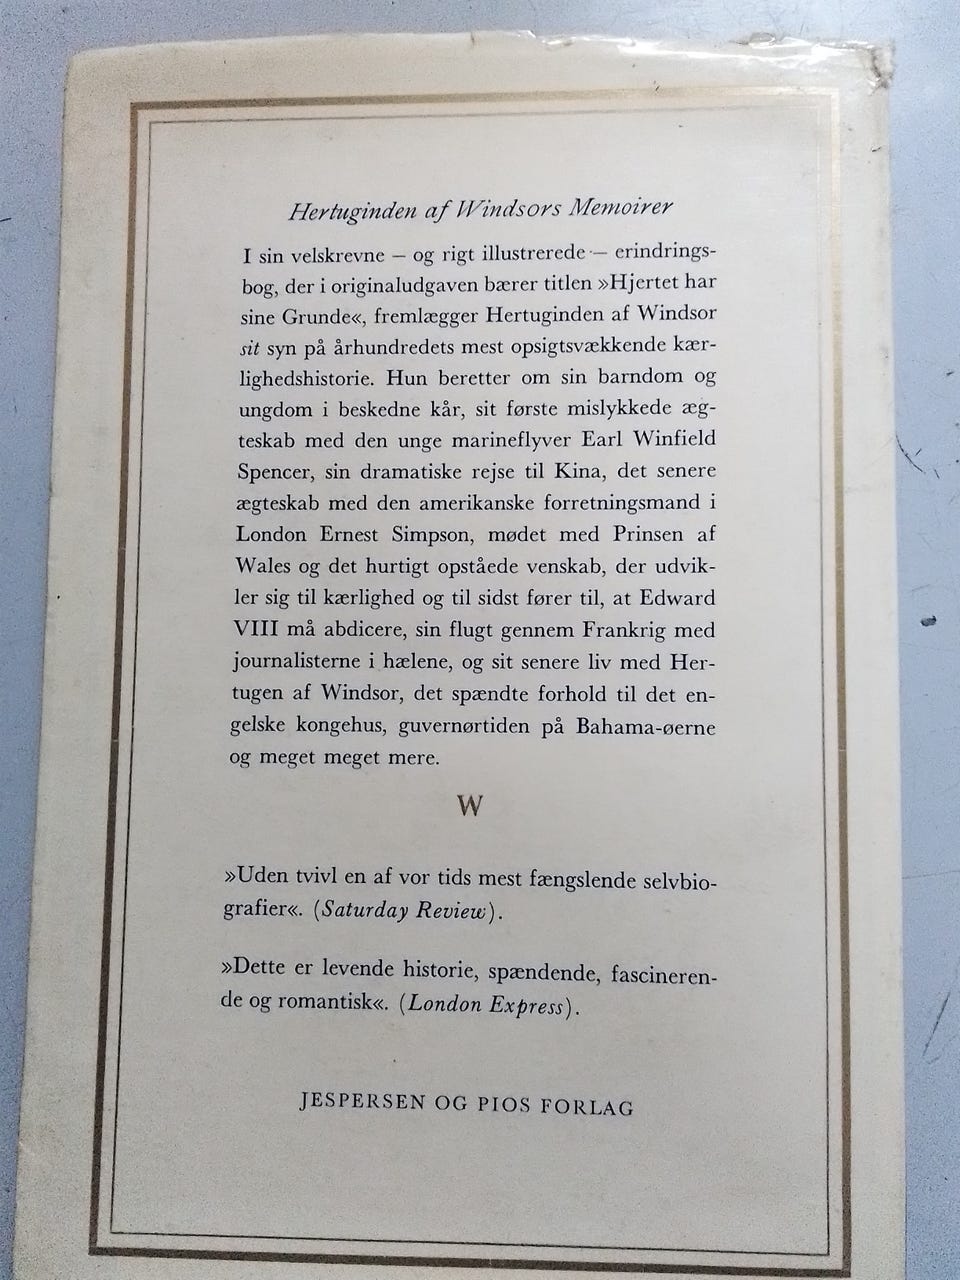 Hertuginden af Windsors Memoirer
I sin velskrevne — og rigt illustrerede — erindrings-
bog, der i originaludgaven bærer titlen »Hjertet har
sine Grunde«, fremlægger Hertuginden af Windsor
sit syn på århundredets mest opsigtsvækkende kær-
lighedshistorie. Hun beretter om sin barndom og
ungdom i beskedne kår, sit første mislykkede æg-
teskab med den unge marineflyver Earl Winfield
Spencer, sin dramatiske rejse til Kina, det senere
ægteskab med den amerikanske forretningsmand i
London Ernest Simpson, mødet med Prinsen af
Wales og det hurtigt opståede venskab, der udvik-
ler sig til kærlighed og til sidst fører til, at Edward
VIII må abdicere, sin flugt gennem Frankrig med
journalisterne i hælene, og sit senere liv med Her-
tugen af Windsor, det spændte forhold til det en-
gelske kongehus, guvernørtiden på Bahama-øerne
og meget meget mere.
W
»Uden tvivl en af vor tids mest fængslende selvbio-
grafier«. (Saturday Review).
»Dette er levende historie, spændende, fascineren-
de og romantisk«. (London Express).
JESPERSEN OG PIOS FORLAG